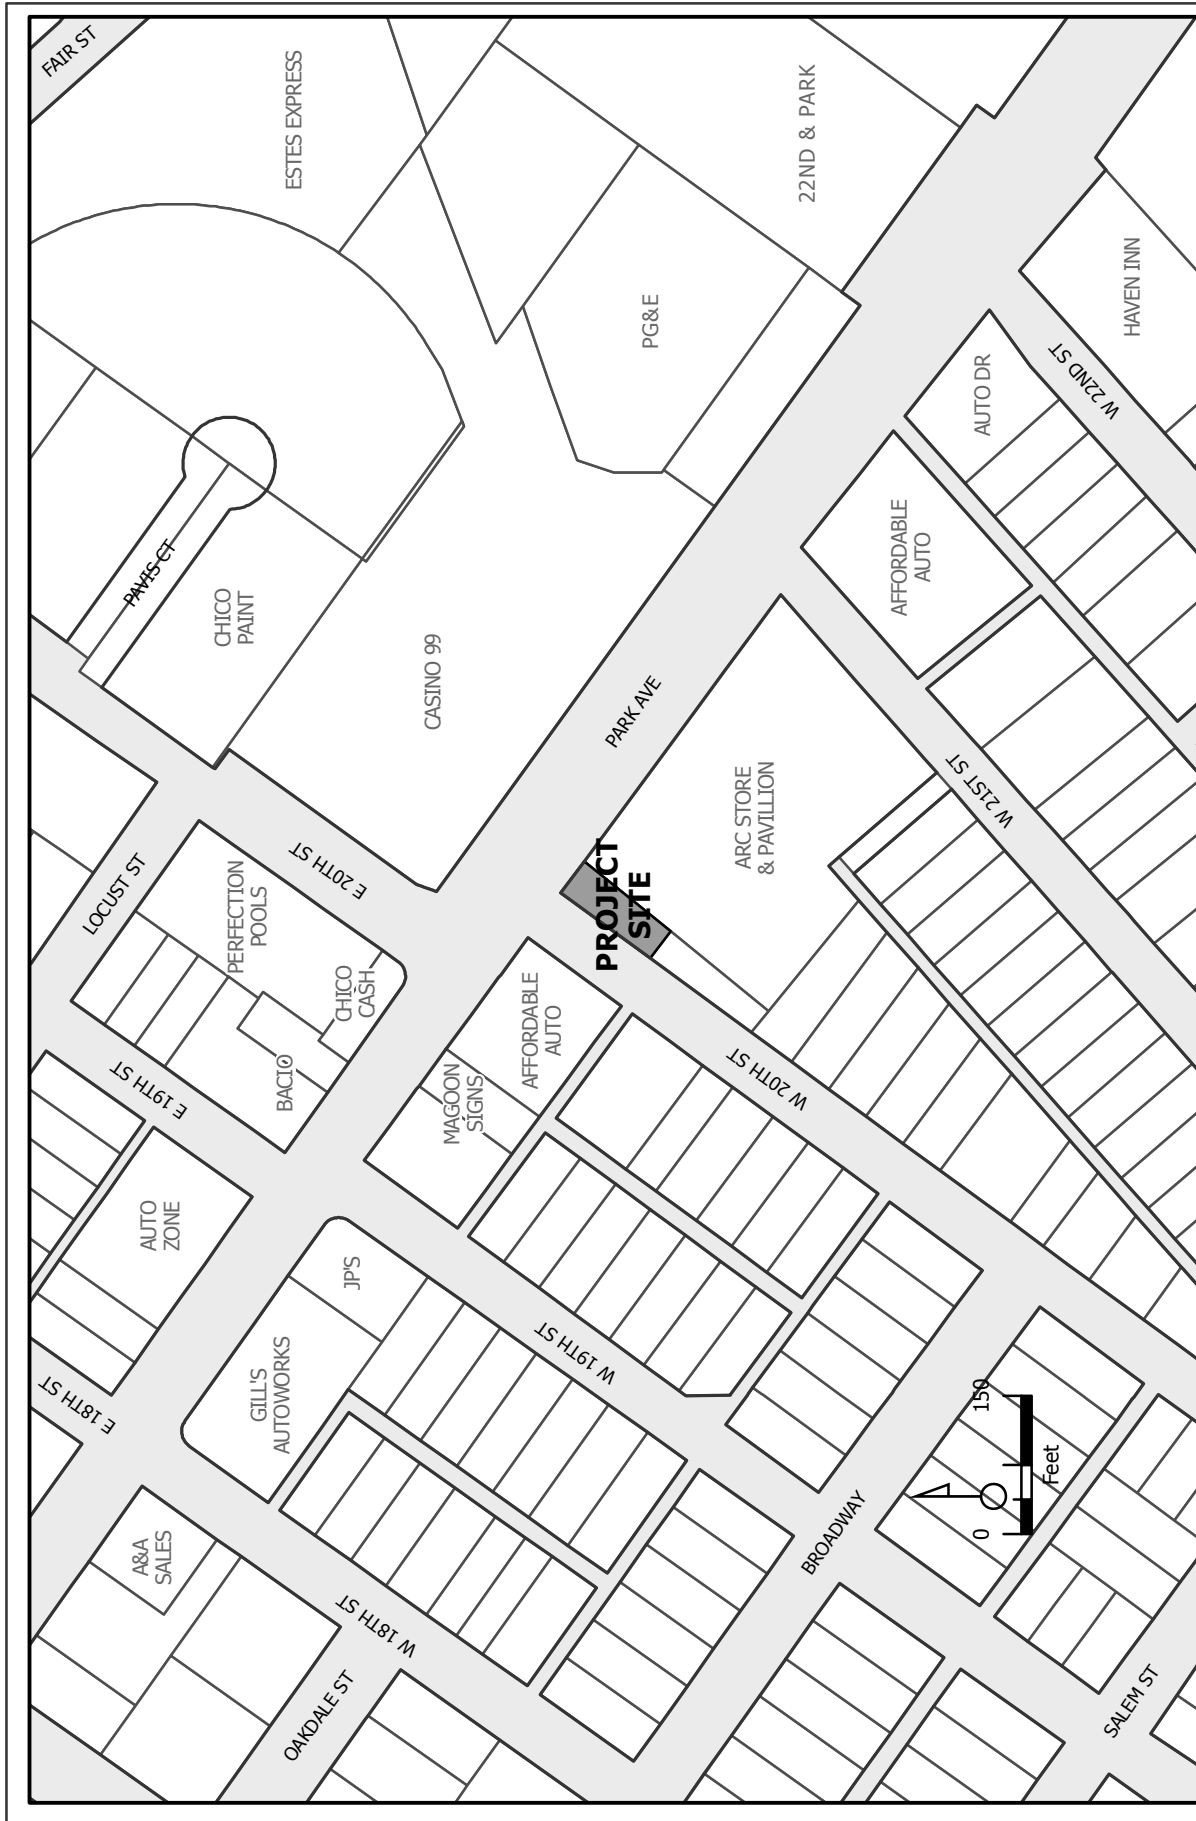 FAIR ST
ESTES EXPRESS
22ND & PARK
PG&E
HAVEN INN
W 22ND ST
AUTO DR
AFFORDABLE
AUTO
PAVIS CT
CHICO
PAINT
CASINO 99
PARK AVE
ARC STORE
& PAVILLION
W 21ST ST
LOCUST ST
E 20TH ST
PERFECTION
POOLS
CHICO
CASH
BACIO
PROJECT
SITE
AFFORDABLE
AUTO
MAGOON
SIGNS
W 20TH ST
E 19TH ST
AUTO
ZONE
JP'S
GILL'S
AUTOWORKS
W 19TH ST
E 18TH ST
A&A
SALES
W 18TH ST
OAKDALE ST
BROADWAY
SALEM ST
0 150
Feet